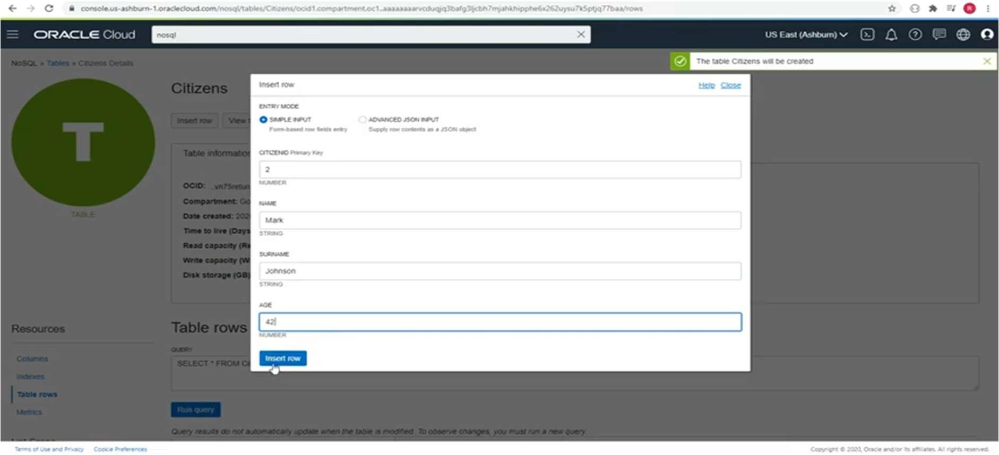 console.us-ashburn-1.oraclecloud.com/nosql/tables/Citizens/ocid1.compartment.oc1..aaaaaaaarvcduqjq3bafg3ljcbh7mjahkhipphe6x262uysu7k5ptjq77baa/rows
R
ORACLE Cloud
nosql
US East (Ashburn)
NoSQL » Tables » Citizens Details
The table Citizens will be created
T
TABLE
Citizens
Insert row
View t
Table information
OCID: ...vn75retun
Compartment: Go
Date created: 202
Time to live (Days
Read capacity (Re
Write capacity (W
Disk storage (GB)
Insert row
Help Close
ENTRY MODE
SIMPLE INPUT
Form-based row fields entry
ADVANCED JSON INPUT
Supply row contents as a JSON object
CITIZENID Primary Key
2
NUMBER
NAME
Mark
STRING
SURNAME
Johnson
STRING
AGE
42
NUMBER
Insert row
Resources
Columns
Indexes
Table rows
Metrics
Table rows
QUERY
SELECT * FROM
Run query
Query results do not automatically update when the table is modified. To observe changes, you must run a new query.
Terms of Use and Privacy Cookie Preferences
Copyright © 2020, Oracle and/or its affiliates. All rights reserved.